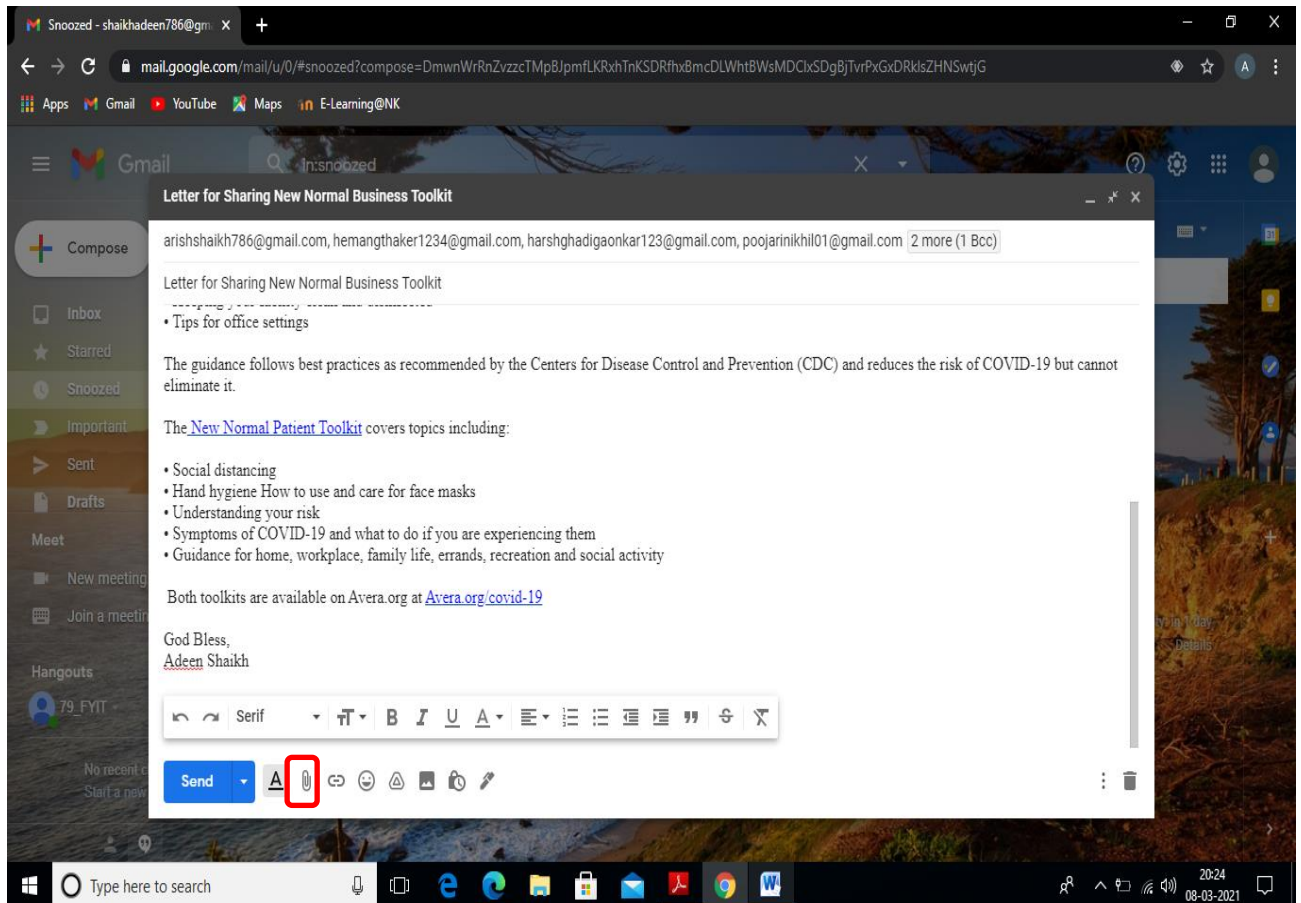 Snoozed - shaikhadeen786@gm
mail.google.com/mail/u/0/#snoozed?compose=DmwnWrRnZvzzcTMpBJpmfLKRxhTnKSDRfhxBmcDLWhtBWsMDClxSDgBjTvrPxGxDRklsZHNSwtjG
A
Apps Gmail YouTube Maps E-Learning@NK
Gmail
in:snoozed
Letter for Sharing New Normal Business Toolkit
Compose
arishshaikh786@gmail.com, hemangthaker1234@gmail.com, harshghadigaonkar123@gmail.com, poojarinikhil01@gmail.com 2 more (1 Bcc)
Letter for Sharing New Normal Business Toolkit
Inbox
Starred
Snoozed
Important
Sent
Drafts
Meet
New meeting
Join a meetin
Hangouts
79_FYIT
No recent c
Start a new
• Tips for office settings
The guidance follows best practices as recommended by the Centers for Disease Control and Prevention (CDC) and reduces the risk of COVID-19 but cannot
eliminate it.
The New Normal Patient Toolkit covers topics including:
• Social distancing
• Hand hygiene How to use and care for face masks
• Understanding your risk
• Symptoms of COVID-19 and what to do if you are experiencing them
• Guidance for home, workplace, family life, errands, recreation and social activity
Both toolkits are available on Avera.org at Avera.org/covid-19
God Bless,
Adeen Shaikh
Serif
B I U A
Send
A
day
Details
Type here to search
20:24
08-03-2021